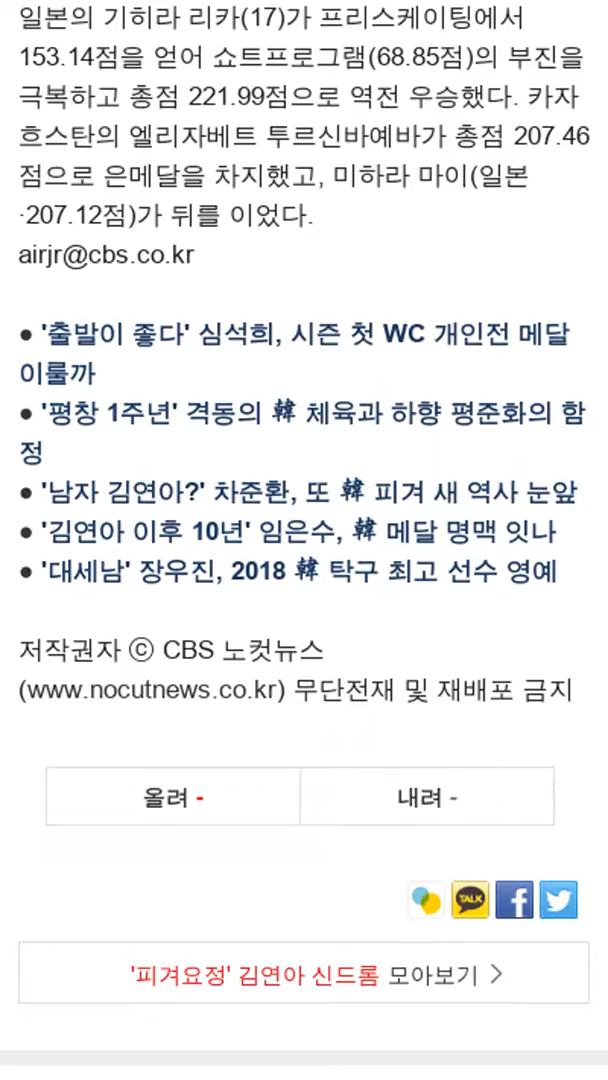 일본의 기히라 리카(17)가 프리스케이팅에서
153.14점을 얻어 쇼트프로그램(68.85점)의 부진을
극복하고 총점 221.99점으로 역전 우승했다. 카자
흐스탄의 엘리자베트 투르신바예바가 총점 207.46
점으로 은메달을 차지했고, 미하라 마이(일본
·207.12점)가 뒤를 이었다.
airjr@cbs.co.kr
● '출발이 좋다' 심석희, 시즌 첫 WC 개인전 메달
이룰까
● '평창 1주년' 격동의 韓 체육과 하향 평준화의 함
정
● '남자 김연아?' 차준환, 또 韓 피겨 새 역사 눈앞
● '김연아 이후 10년' 임은수, 韓 메달 명맥 잇나
● '대세남' 장우진, 2018 韓 탁구 최고 선수 영예
저작권자 ⓒ CBS 노컷뉴스
(www.nocutnews.co.kr) 무단전재 및 재배포 금지
올려 -
내려 -
TALK
'피겨요정' 김연아 신드롬 모아보기 >